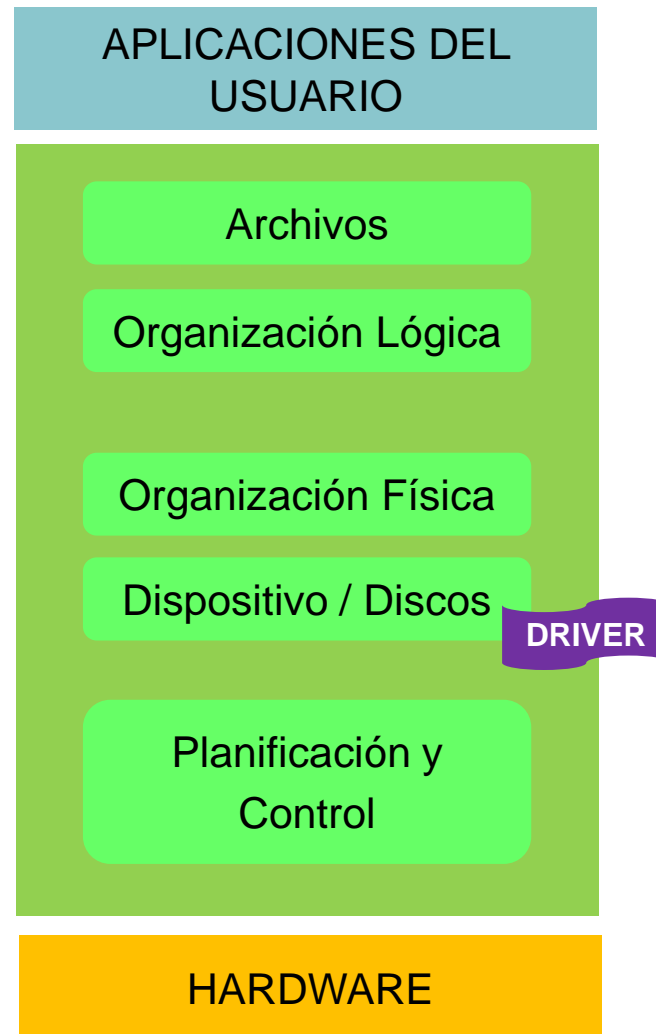 APLICACIONES DEL
USUARIO
Archivos
Organización Lógica
Organización Física
Dispositivo / Discos
DRIVER
Planificación y
Control
HARDWARE